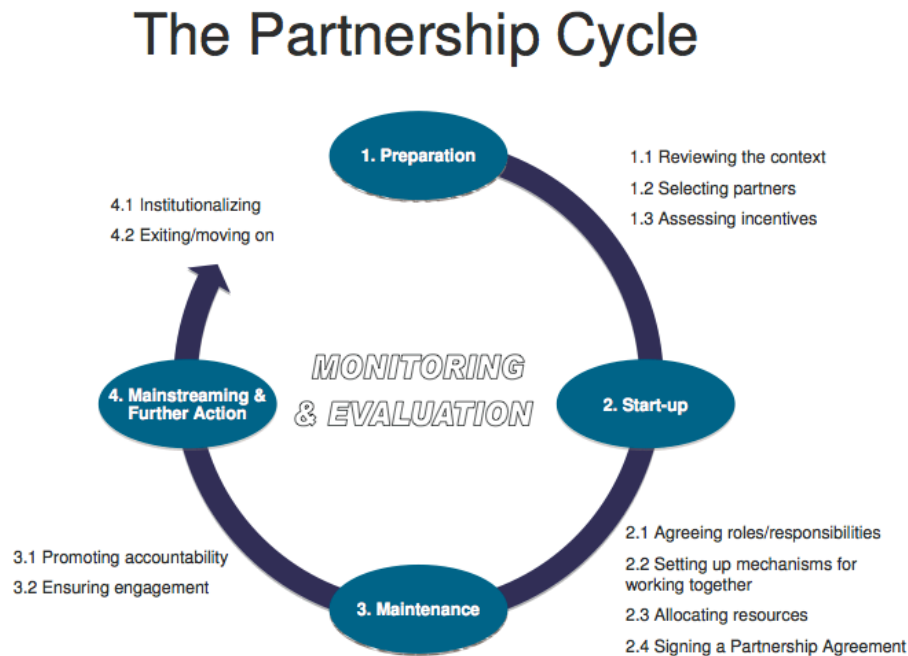 The Partnership Cycle
1. Preparation
1.1 Reviewing the context
1.2 Selecting partners
1.3 Assessing incentives
4.1 Institutionalizing
4.2 Exiting/moving on
MONITORING
& EVALUATION
4. Mainstreaming &
Further Action
2. Start-up
2.1 Agreeing roles/responsibilities
2.2 Setting up mechanisms for
working together
2.3 Allocating resources
2.4 Signing a Partnership Agreement
3.1 Promoting accountability
3.2 Ensuring engagement
3. Maintenance